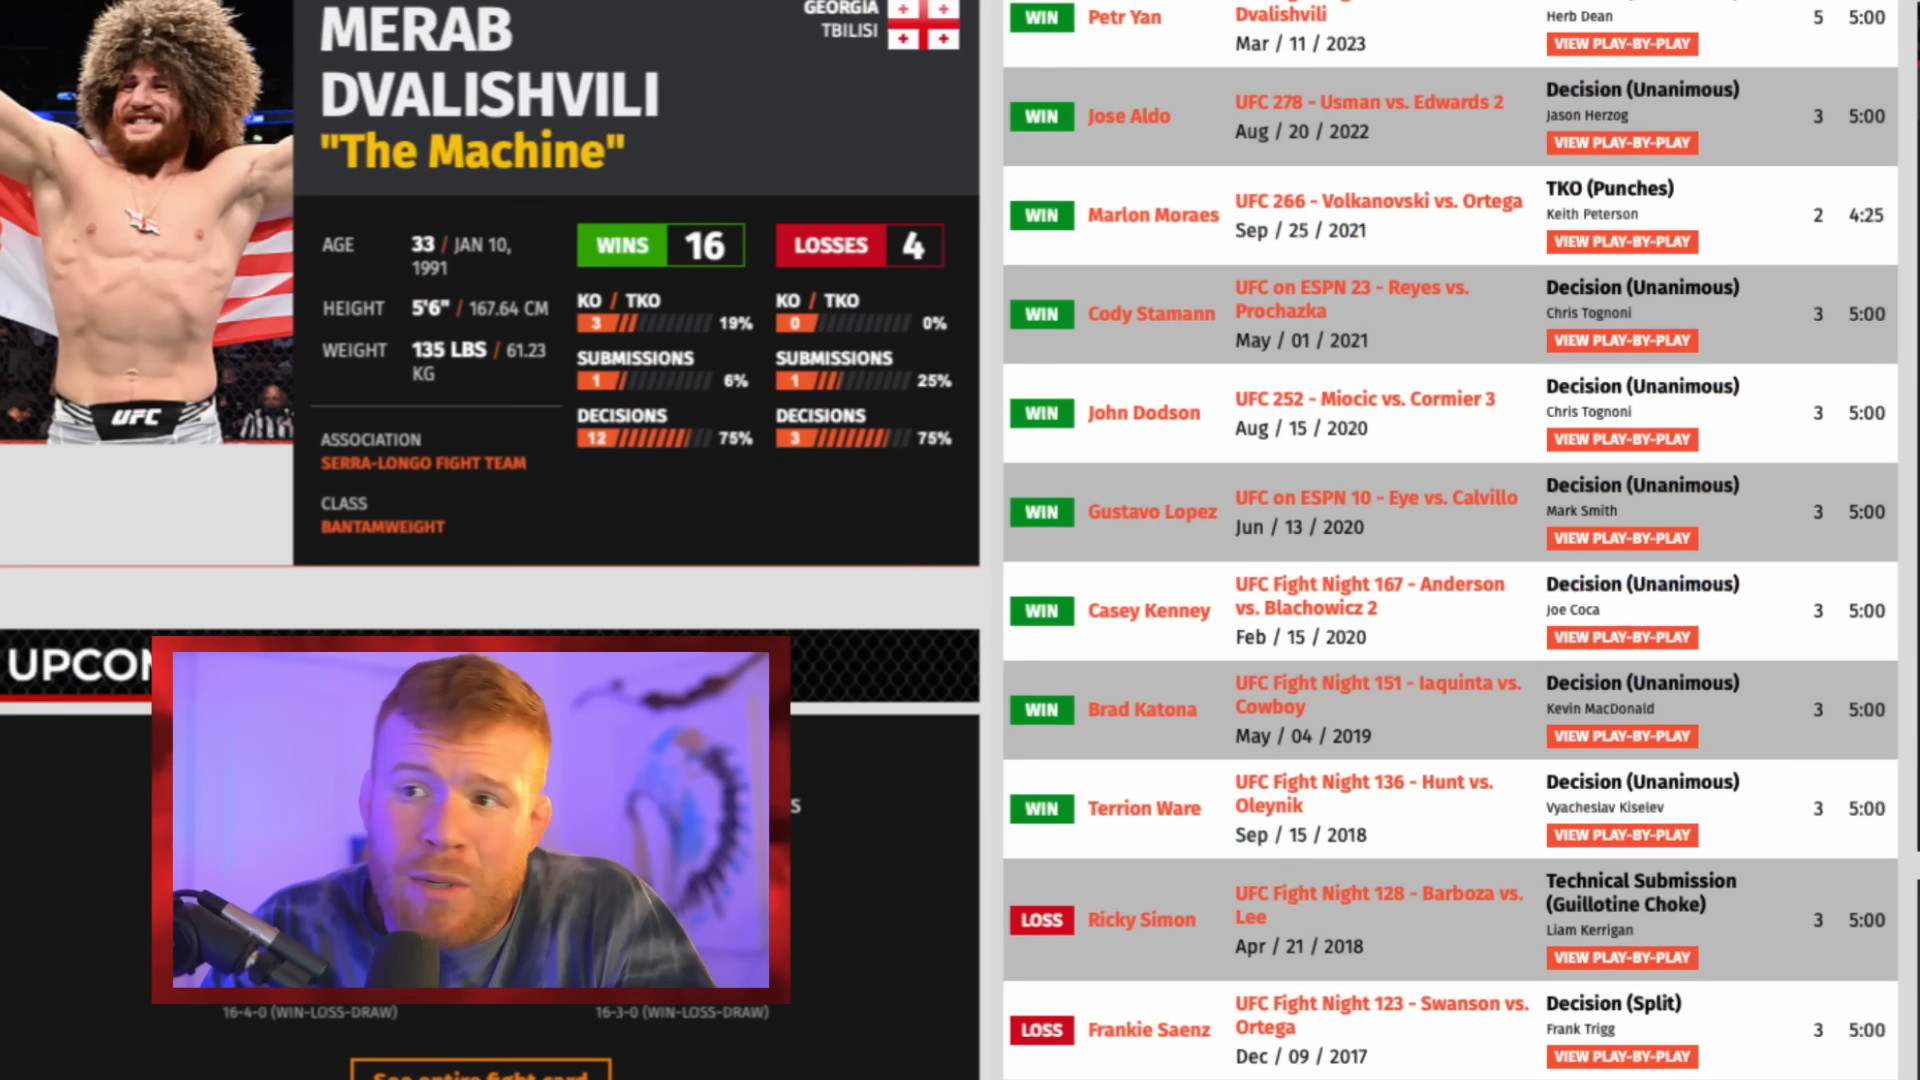 MERAB
DVALISHVILI
"The Machine"
GEORGIA
TBILISI
AGE
33 / JAN 10,
1991
HEIGHT
5'6" / 167.64 CM
WEIGHT
135 LBS / 61.23
KG
ASSOCIATION
SERRA-LONGO FIGHT TEAM
CLASS
BANTAMWEIGHT
WINS 16
KO / TKO
3 19%
SUBMISSIONS
1 6%
DECISIONS
12 75%
LOSSES 4
KO / TKO
0 0%
SUBMISSIONS
1 25%
DECISIONS
3 75%
UFC
UPCOM
S
16-4-0 (WIN-LOSS-DRAW)
16-3-0 (WIN-LOSS-DRAW)
See entire fight card
WIN Petr Yan
Dvalishvili
Mar / 11 / 2023
Herb Dean
VIEW PLAY-BY-PLAY
5 5:00
WIN Jose Aldo
UFC 278 - Usman vs. Edwards 2
Aug / 20 / 2022
Decision (Unanimous)
Jason Herzog
VIEW PLAY-BY-PLAY
3 5:00
WIN Marlon Moraes
UFC 266 - Volkanovski vs. Ortega
Sep / 25 / 2021
TKO (Punches)
Keith Peterson
VIEW PLAY-BY-PLAY
2 4:25
WIN Cody Stamann
UFC on ESPN 23 - Reyes vs.
Prochazka
May / 01 / 2021
Decision (Unanimous)
Chris Tognoni
VIEW PLAY-BY-PLAY
3 5:00
WIN John Dodson
UFC 252 - Miocic vs. Cormier 3
Aug / 15 / 2020
Decision (Unanimous)
Chris Tognoni
VIEW PLAY-BY-PLAY
3 5:00
WIN Gustavo Lopez
UFC on ESPN 10 - Eye vs. Calvillo
Jun / 13 / 2020
Decision (Unanimous)
Mark Smith
VIEW PLAY-BY-PLAY
3 5:00
WIN Casey Kenney
UFC Fight Night 167 - Anderson
vs. Blachowicz 2
Feb / 15 / 2020
Decision (Unanimous)
Joe Coca
VIEW PLAY-BY-PLAY
3 5:00
WIN Brad Katona
UFC Fight Night 151 - Iaquinta vs.
Cowboy
May / 04 / 2019
Decision (Unanimous)
Kevin MacDonald
VIEW PLAY-BY-PLAY
3 5:00
WIN Terrion Ware
UFC Fight Night 136 - Hunt vs.
Oleynik
Sep / 15 / 2018
Decision (Unanimous)
Vyacheslav Kiselev
VIEW PLAY-BY-PLAY
3 5:00
LOSS Ricky Simon
UFC Fight Night 128 - Barboza vs.
Lee
Apr / 21 / 2018
Technical Submission
(Guillotine Choke)
Liam Kerrigan
VIEW PLAY-BY-PLAY
3 5:00
LOSS Frankie Saenz
UFC Fight Night 123 - Swanson vs.
Ortega
Dec / 09 / 2017
Decision (Split)
Frank Trigg
VIEW PLAY-BY-PLAY
3 5:00